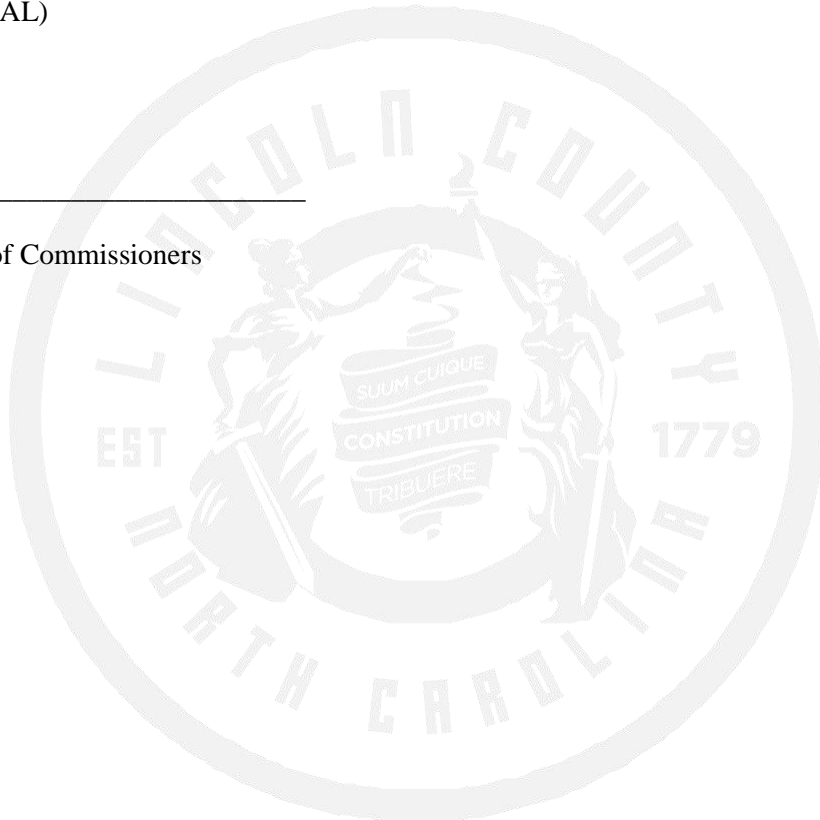 AL)
of Commissioners
LINCOLN COUNTY
EST
1779
SUUM CUIQUE
CONSTITUTION
TRIBUERE
NORTH CAROLINA